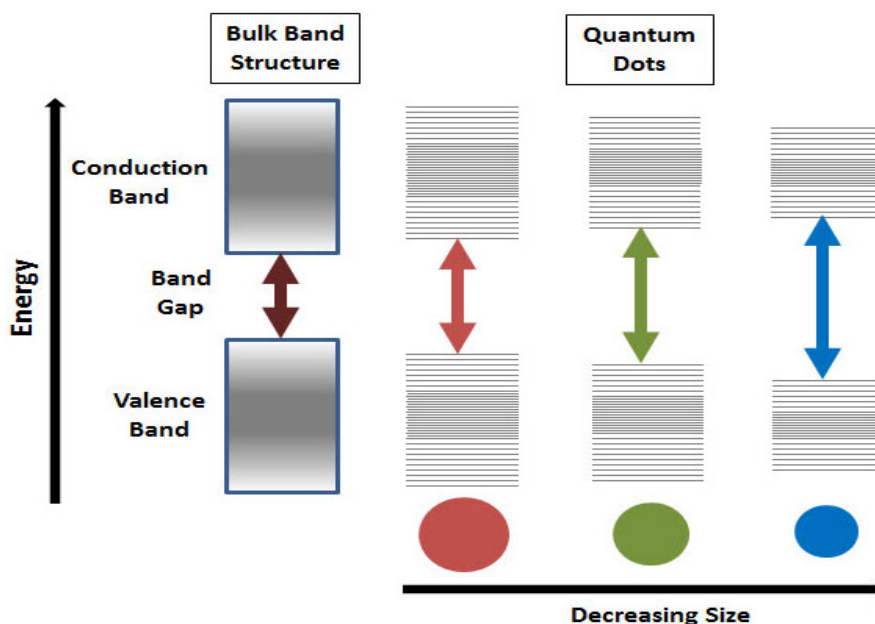 Bulk Band
Structure
Quantum
Dots
Energy
Conduction
Band
Band
Gap
Valence
Band
Decreasing Size